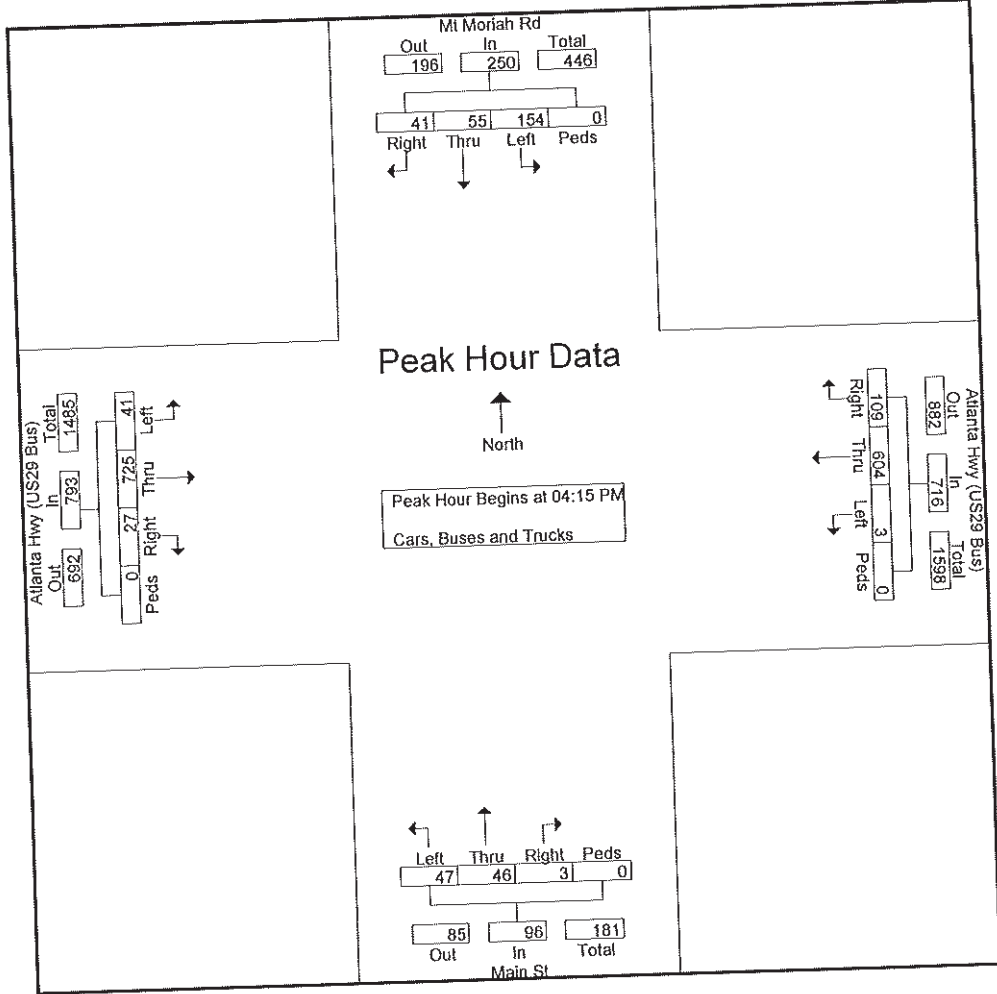 Mt Moriah Rd
Out In Total
196 250 446
41 55 154 0
Right Thru Left Peds
Peak Hour Data
North
Peak Hour Begins at 04:15 PM
Cars, Buses and Trucks
Atlanta Hwy (US29 Bus)
Total In Out
1485 793 692
41 725 27 0
Left Thru Right Peds
Atlanta Hwy (US29 Bus)
Out In Total
882 716 1598
109 604 3 0
Right Thru Left Peds
Left Thru Right Peds
47 46 3 0
85 96 181
Out In Total
Main St